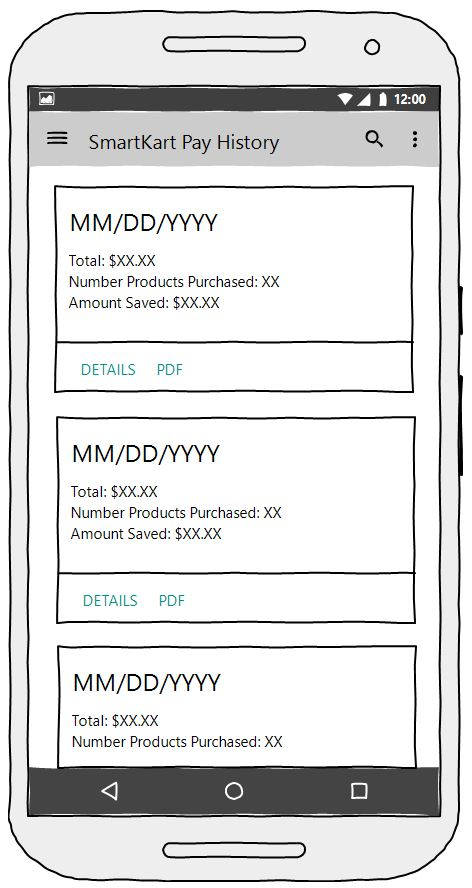 12:00
SmartKart Pay History
MM/DD/YYYY
Total: $XX.XX
Number Products Purchased: XX
Amount Saved: $XX.XX
DETAILS PDF
MM/DD/YYYY
Total: $XX.XX
Number Products Purchased: XX
Amount Saved: $XX.XX
DETAILS PDF
MM/DD/YYYY
Total: $XX.XX
Number Products Purchased: XX